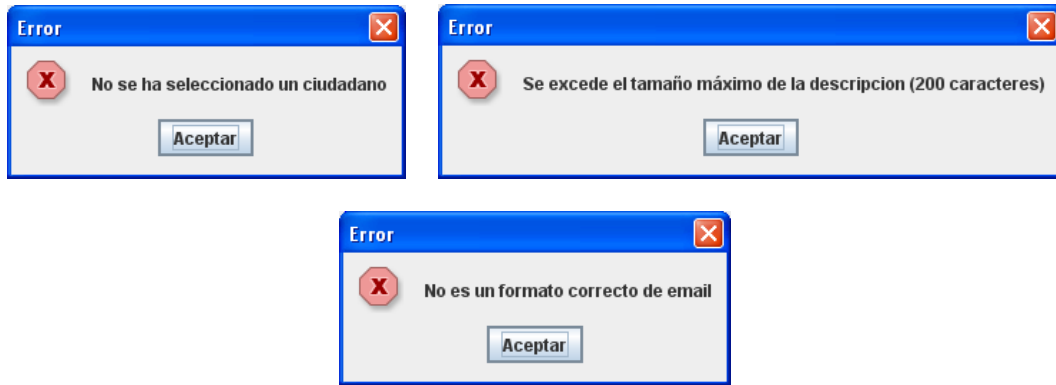 Error
No se ha seleccionado un ciudadano
Aceptar
Error
Se excede el tamaño máximo de la descripcion (200 caracteres)
Aceptar
Error
No es un formato correcto de email
Aceptar